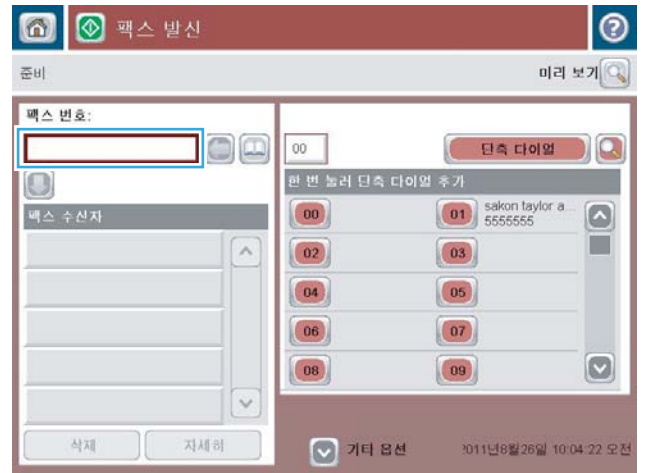 팩스 발신
준비
미리 보기
팩스 번호:
00
단축 다이얼
한 번 눌러 단축 다이얼 추가
팩스 수신자
00
01
sakon taylor a...
5555555
02
03
04
05
06
07
08
09
삭제
자세히
기타 옵션
2011년8월26일 10:04:22 오전